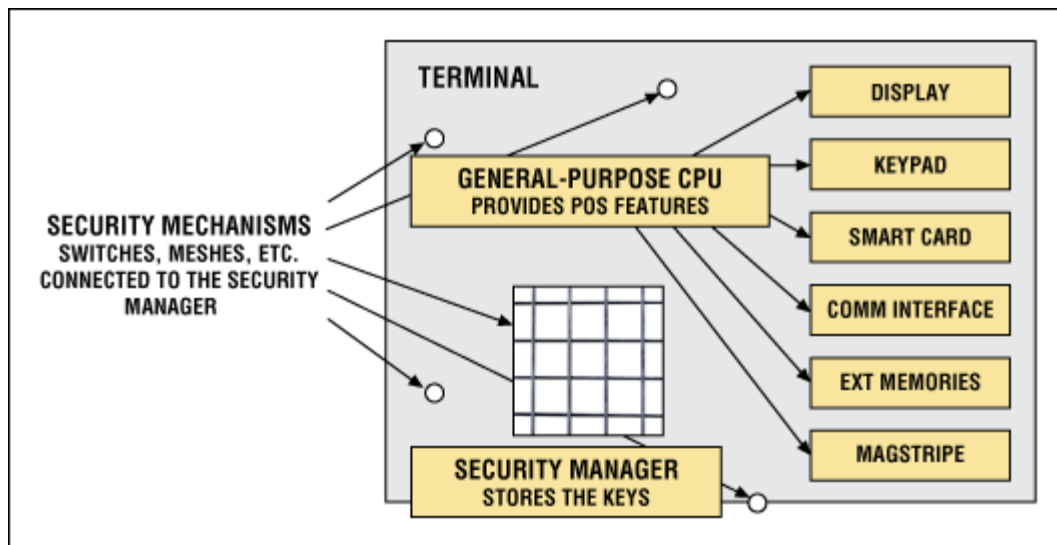 TERMINAL
DISPLAY
KEYPAD
GENERAL-PURPOSE CPU
PROVIDES POS FEATURES
SECURITY MECHANISMS
SWITCHES, MESHES, ETC.
CONNECTED TO THE SECURITY
MANAGER
SMART CARD
COMM INTERFACE
EXT MEMORIES
MAGSTRIPE
SECURITY MANAGER
STORES THE KEYS